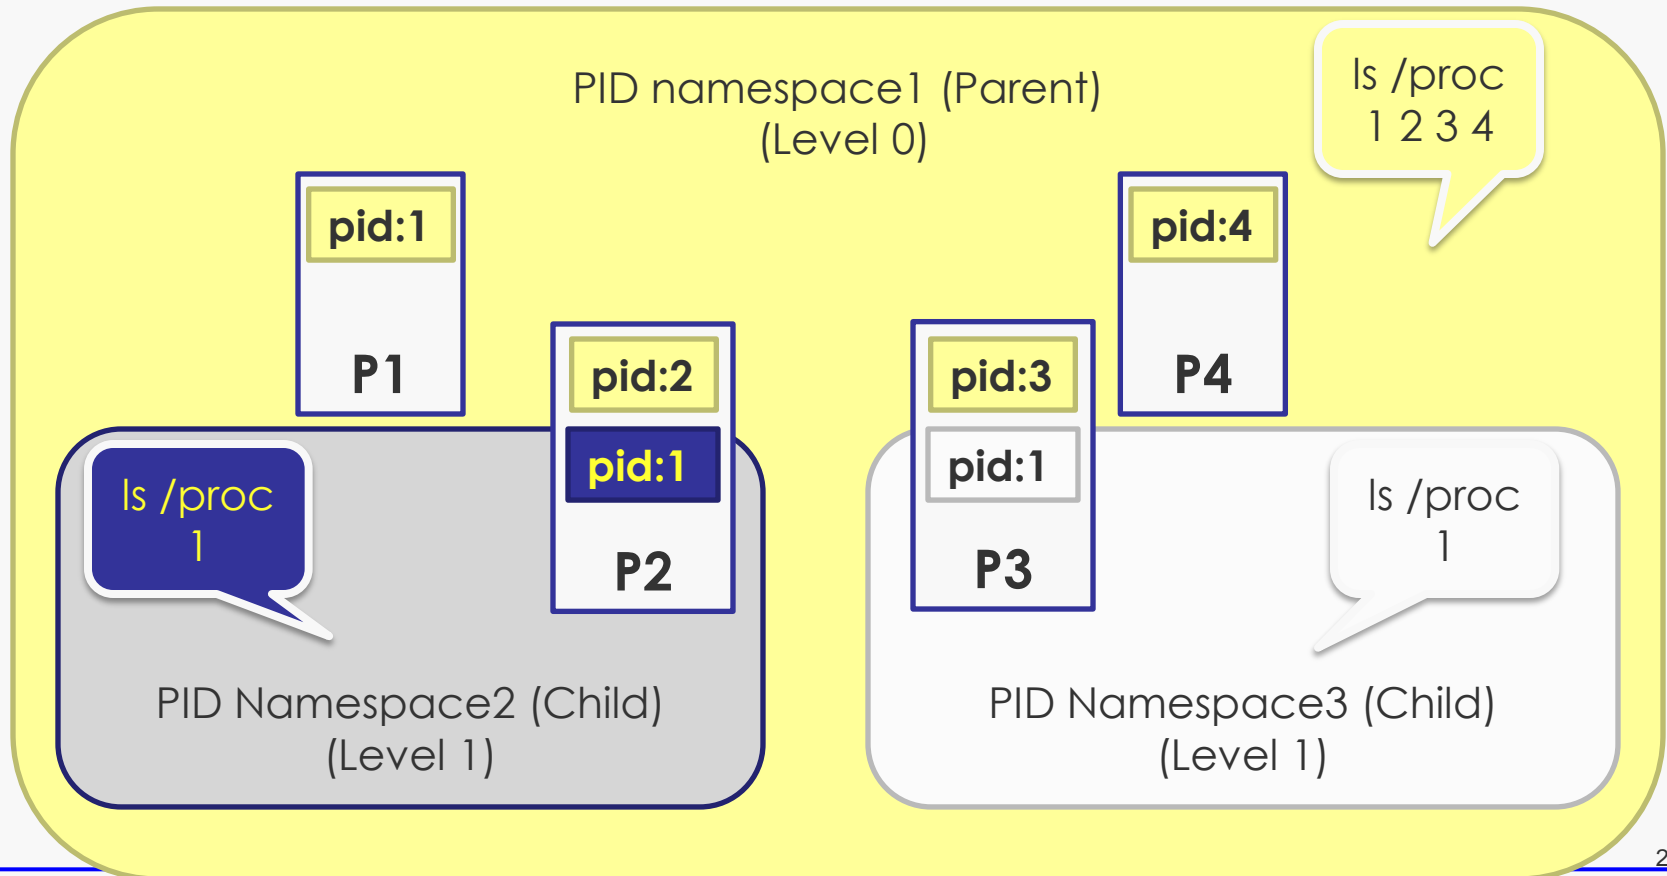 PID namespace1 (Parent)
(Level 0)
ls /proc
1 2 3 4
pid:1
P1
pid:2
pid:1
P2
pid:3
pid:1
P3
pid:4
P4
ls /proc
1
PID Namespace2 (Child)
(Level 1)
ls /proc
1
PID Namespace3 (Child)
(Level 1)
2